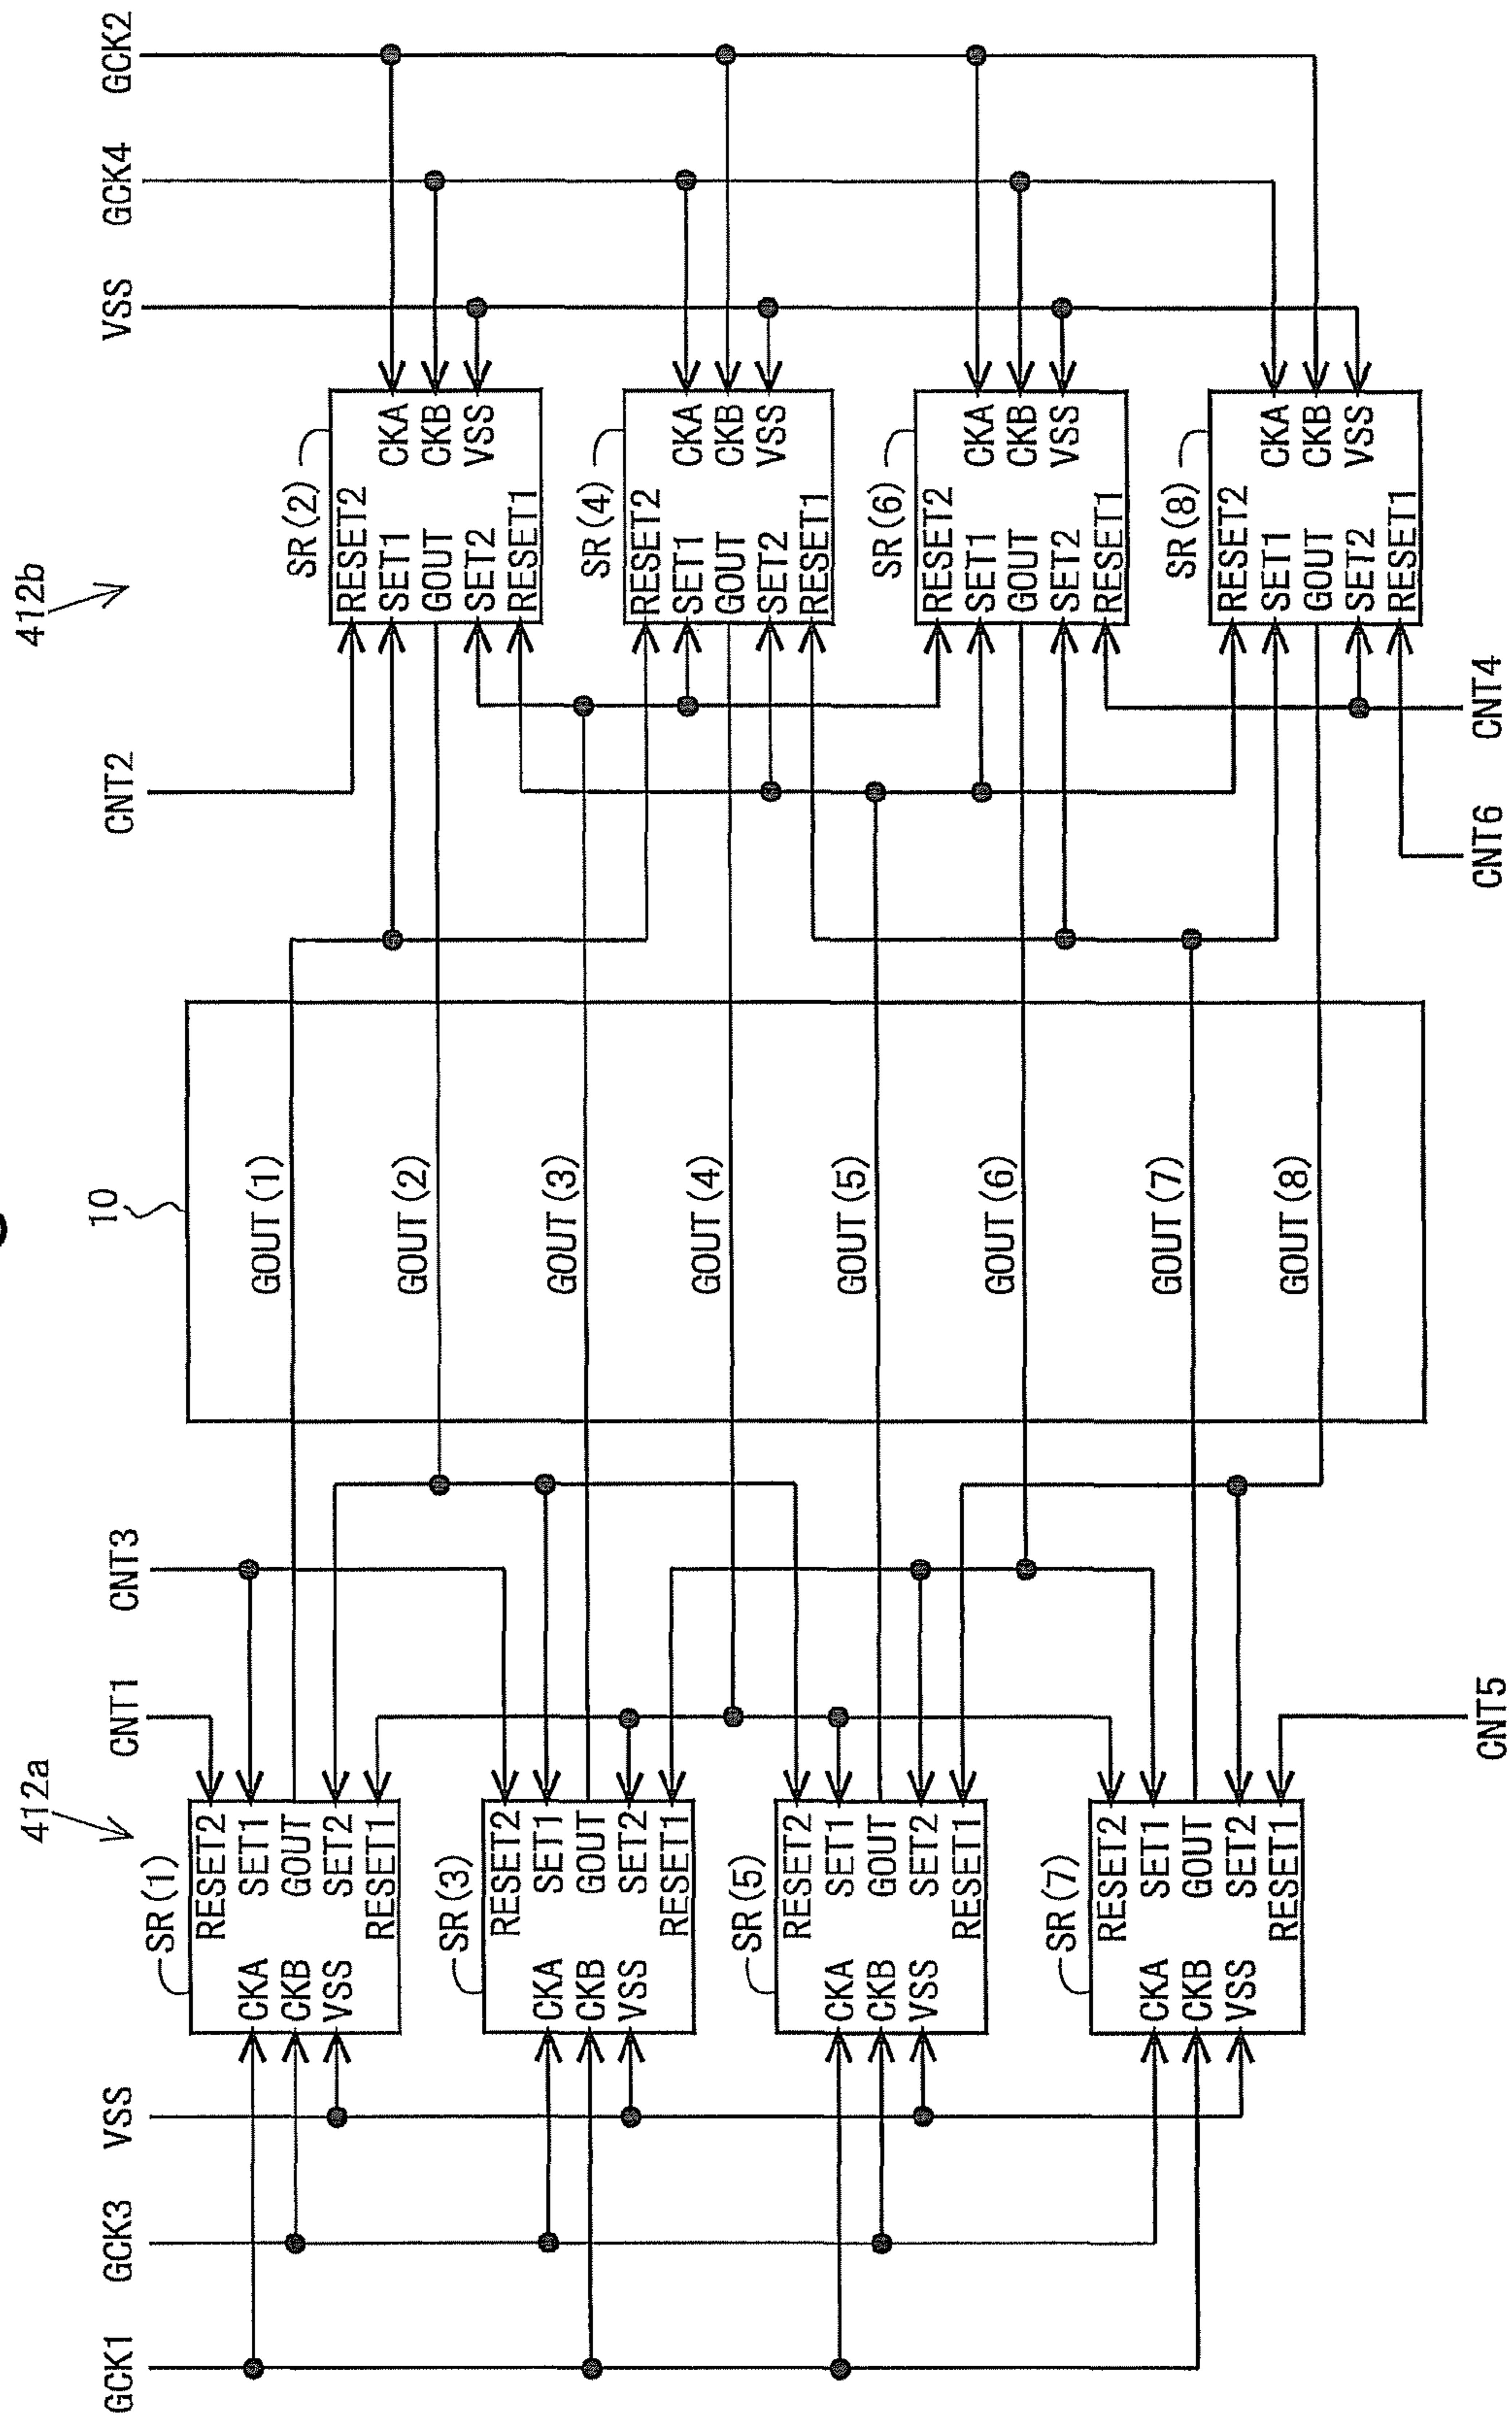 412a
412b
10
GCK1
GCK3
VSS
CNT1
CNT3
CNT2
VSS
GCK4
GCK2
SR(1)
CKA
CKB
VSS
RESET2
SET1
GOUT
SET2
RESET1
GOUT(1)
SR(2)
RESET2
SET1
GOUT
SET2
RESET1
CKA
CKB
VSS
GOUT(2)
SR(3)
CKA
CKB
VSS
RESET2
SET1
GOUT
SET2
RESET1
GOUT(3)
SR(4)
RESET2
SET1
GOUT
SET2
RESET1
CKA
CKB
VSS
GOUT(4)
SR(5)
CKA
CKB
VSS
RESET2
SET1
GOUT
SET2
RESET1
GOUT(5)
SR(6)
RESET2
SET1
GOUT
SET2
RESET1
CKA
CKB
VSS
GOUT(6)
SR(7)
CKA
CKB
VSS
RESET2
SET1
GOUT
SET2
RESET1
GOUT(7)
SR(8)
RESET2
SET1
GOUT
SET2
RESET1
CKA
CKB
VSS
GOUT(8)
CNT5
CNT6
CNT4